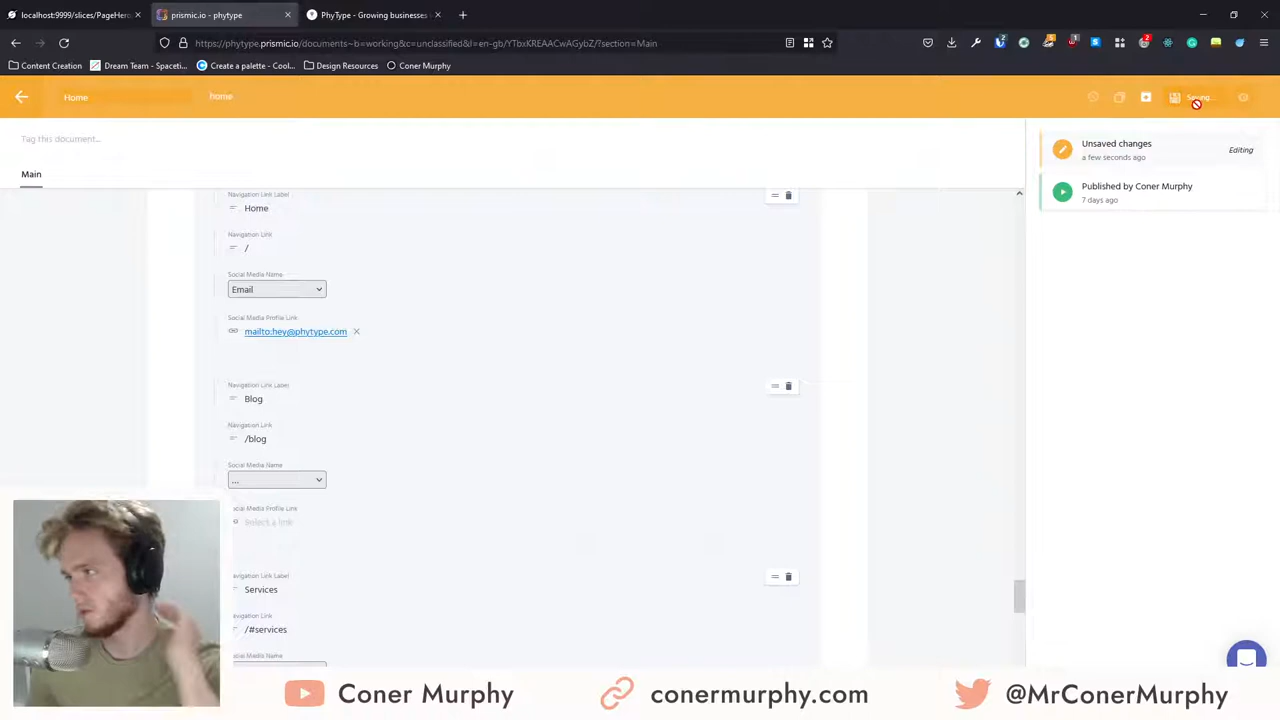 localhost:9999/slices/PageHero
prismic.io - phytype
PhyType - Growing businesses
https://phytype.prismic.io/documents~b=working&c=unclassified&l=en-gb/YTbxKREAACwAGybZ/?section=Main
Content Creation
Dream Team - Spaceti...
Create a palette - Cool...
Design Resources
Coner Murphy
Home
home
Saving...
Tag this document...
Main
Unsaved changes
a few seconds ago
Editing
Published by Coner Murphy
7 days ago
Navigation Link Label
Home
Navigation Link
/
Social Media Name
Email
Social Media Profile Link
mailto:hey@phytype.com
Navigation Link Label
Blog
Navigation Link
/blog
Social Media Name
...
Social Media Profile Link
Select a link
Navigation Link Label
Services
Navigation Link
/#services
Social Media Name
Coner Murphy
conermurphy.com
@MrConerMurphy